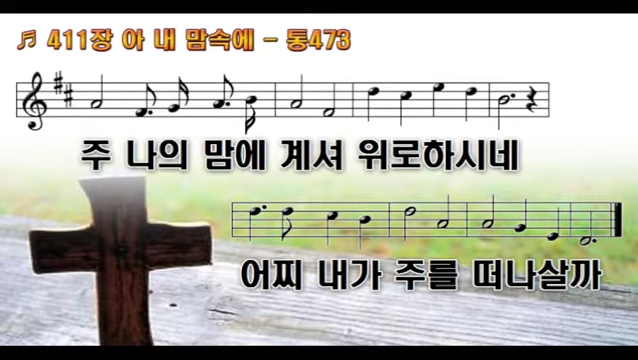 411장 아 내 맘속에 - 통473
주 나의 맘에 계셔 위로하시네
어찌 내가 주를 떠나살까